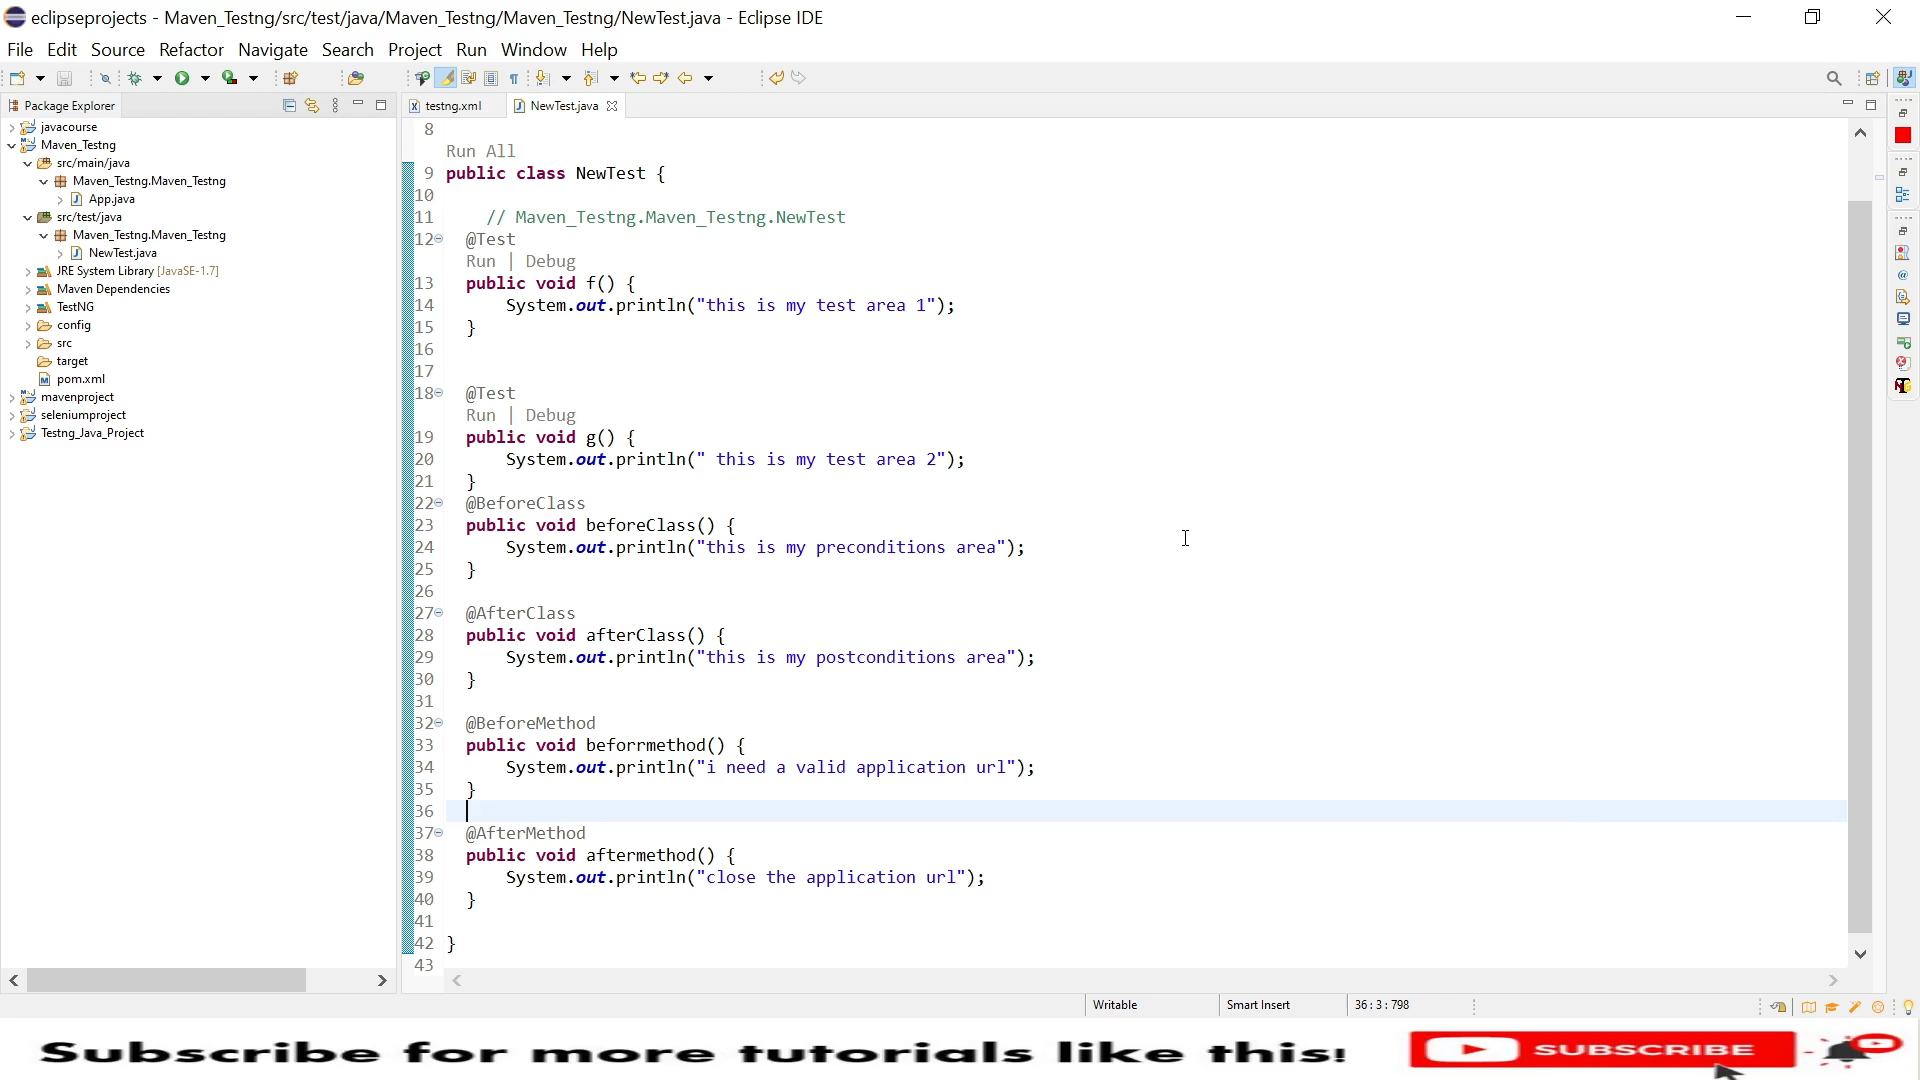 eclipseprojects - Maven_Testng/src/test/java/Maven_Testng/Maven_Testng/NewTest.java - Eclipse IDE
File Edit Source Refactor Navigate Search Project Run Window Help
Package Explorer
testng.xml NewTest.java
javacourse
Maven_Testng
src/main/java
Maven_Testng.Maven_Testng
App.java
src/test/java
Maven_Testng.Maven_Testng
NewTest.java
JRE System Library [JavaSE-1.7]
Maven Dependencies
TestNG
config
src
target
pom.xml
mavenproject
seleniumproject
Testng_Java_Project
8
Run All
9 public class NewTest {
10
11 // Maven_Testng.Maven_Testng.NewTest
12 @Test
Run | Debug
13 public void f() {
14 System.out.println("this is my test area 1");
15 }
16
17
18 @Test
Run | Debug
19 public void g() {
20 System.out.println(" this is my test area 2");
21 }
22 @BeforeClass
23 public void beforeClass() {
24 System.out.println("this is my preconditions area");
25 }
26
27 @AfterClass
28 public void afterClass() {
29 System.out.println("this is my postconditions area");
30 }
31
32 @BeforeMethod
33 public void beforrmethod() {
34 System.out.println("i need a valid application url");
35 }
36
37 @AfterMethod
38 public void aftermethod() {
39 System.out.println("close the application url");
40 }
41
42 }
43
Writable Smart Insert 36 : 3 : 798
Subscribe for more tutorials like this! SUBSCRIBE